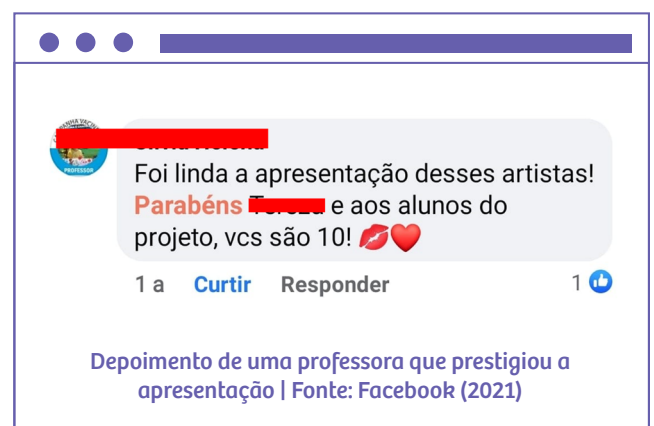 PROFESSOR
Foi linda a apresentação desses artistas!
Parabéns e aos alunos do
projeto, vcs são 10! 💋❤️
1 a Curtir Responder 1
Depoimento de uma professora que prestigiou a
apresentação | Fonte: Facebook (2021)